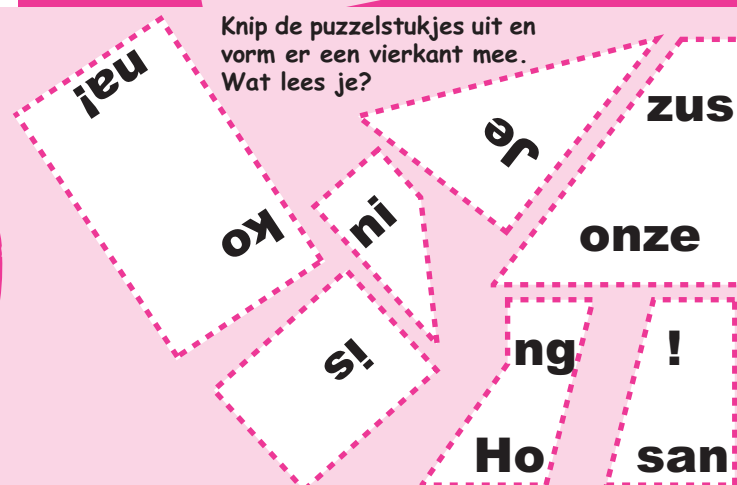 Knip de puzzelstukjes uit en
vorm er een vierkant mee.
Wat lees je?
na!
ko
Je
zus
onze
ni
is
ng
Ho
!
san